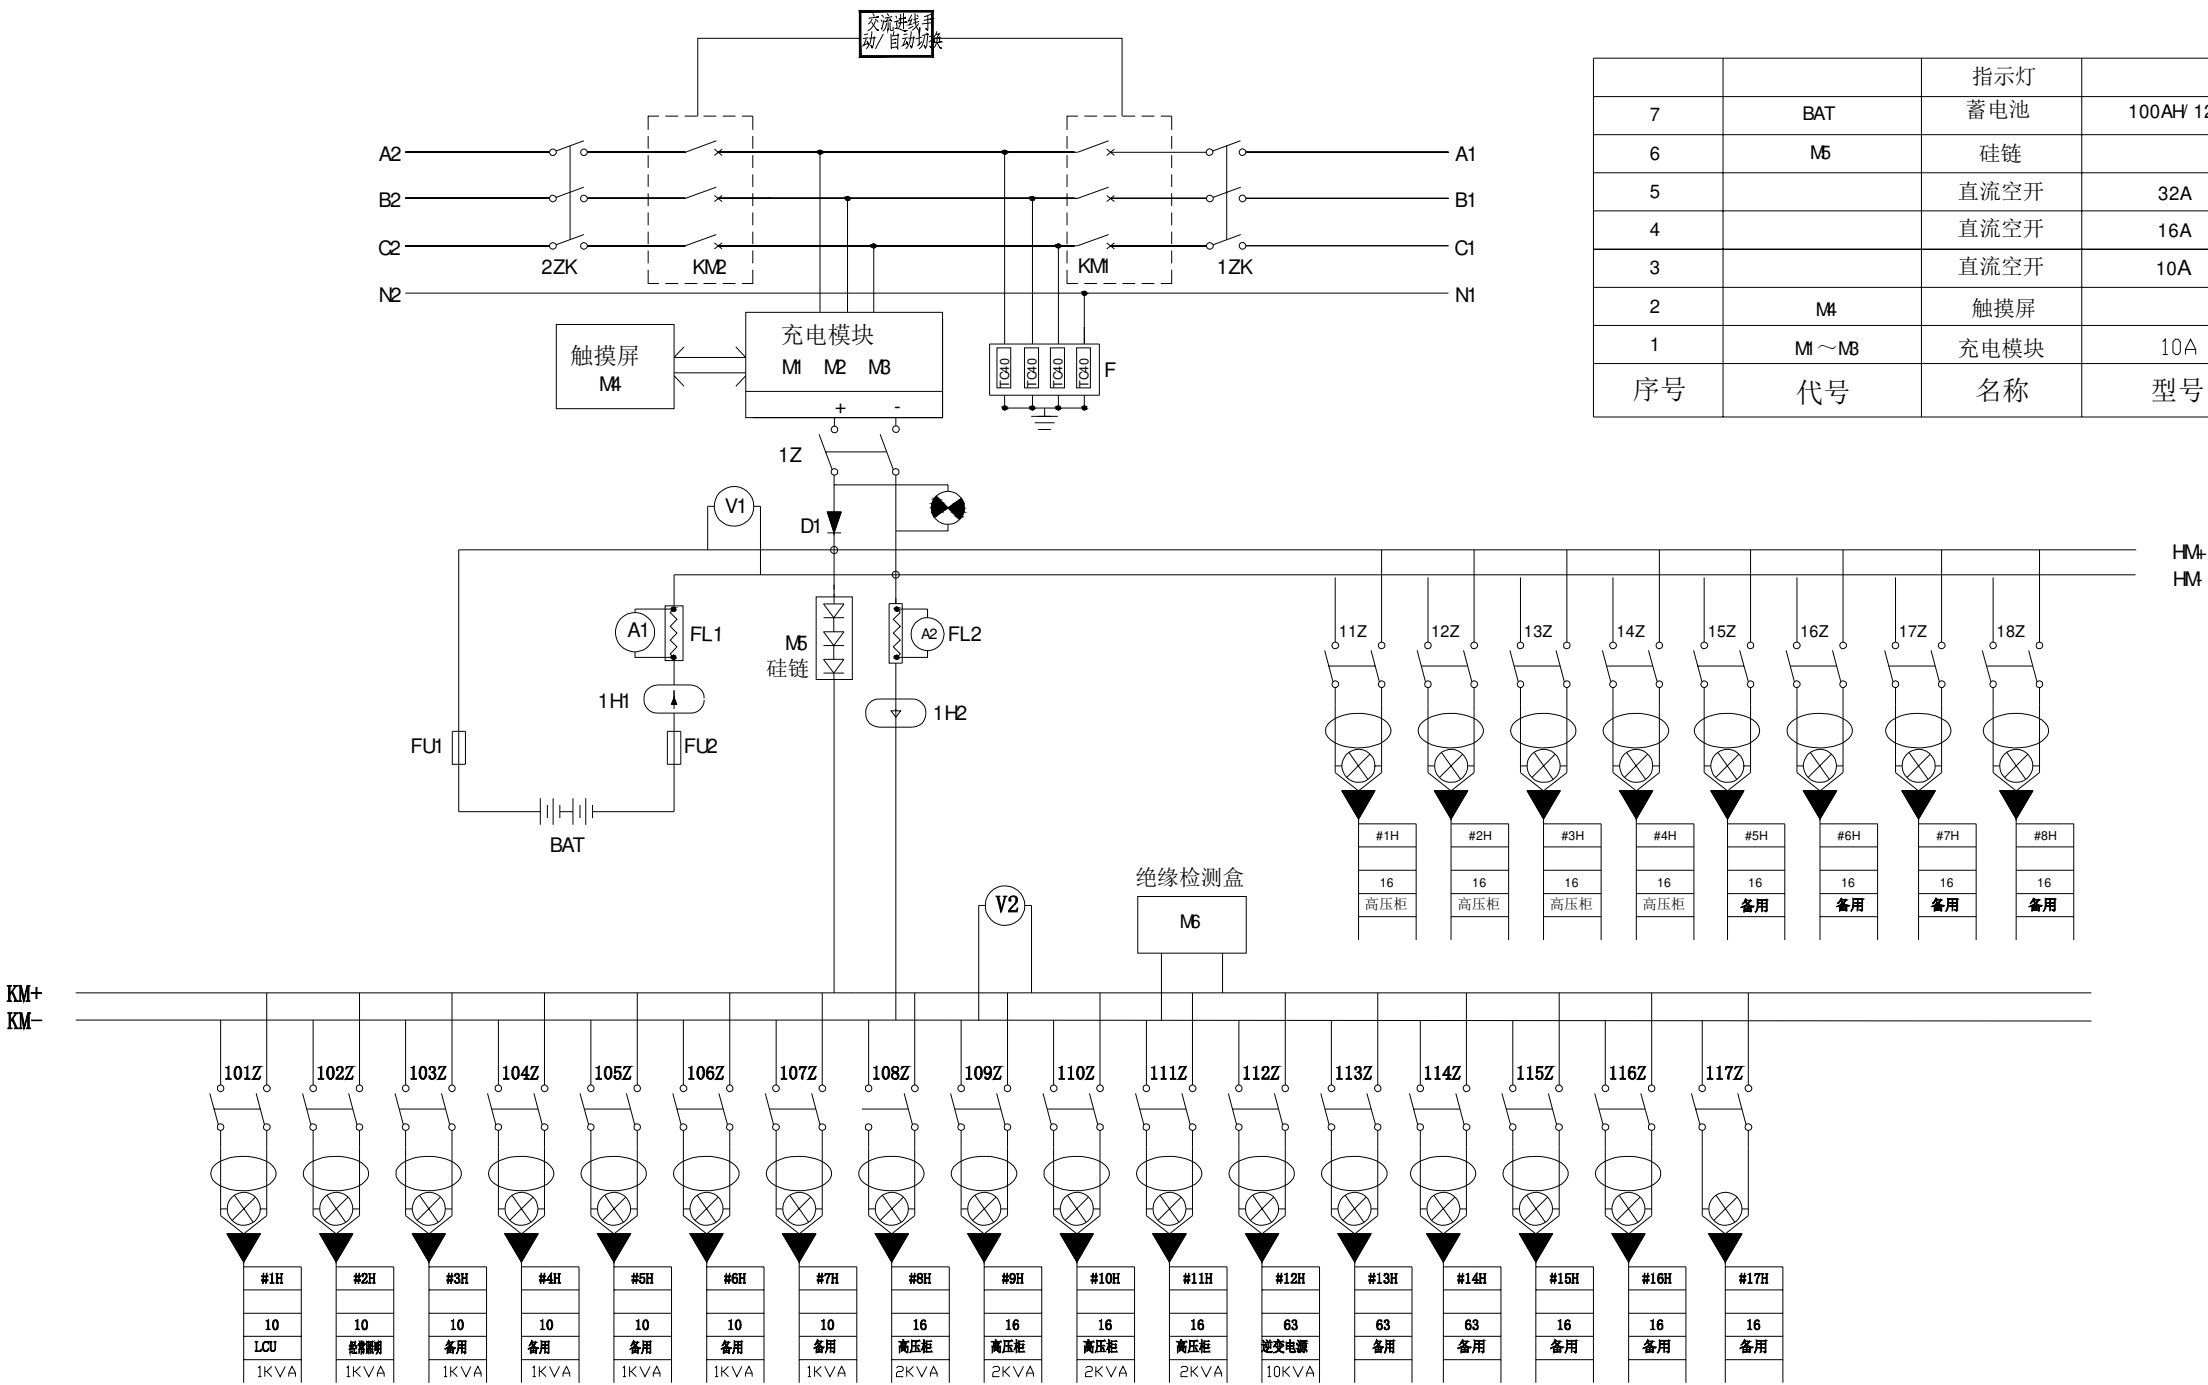 交流进线手
动/自动切换
A2
B2
C2
N2
2ZK
KM2
KM1
1ZK
A1
B1
C1
N1
指示灯
7 BAT 蓄电池 100AH/12
6 M5 硅链
5 直流空开 32A
4 直流空开 16A
3 直流空开 10A
2 M4 触摸屏
1 M1～M3 充电模块 10A
序号 代号 名称 型号
触摸屏
M4
充电模块
M1 M2 M3
+ -
TC40 TC40 TC40 TC40
F
1Z
V1
D1
HM+
HM-
A1
FL1
M5
硅链
A2
FL2
1H1
1H2
FU1
FU2
BAT
11Z 12Z 13Z 14Z 15Z 16Z 17Z 18Z
#1H #2H #3H #4H #5H #6H #7H #8H
16 16 16 16 16 16 16 16
高压柜 高压柜 高压柜 高压柜 备用 备用 备用 备用
V2
绝缘检测盒
M6
KM+
KM-
101Z 102Z 103Z 104Z 105Z 106Z 107Z 108Z 109Z 110Z 111Z 112Z 113Z 114Z 115Z 116Z 117Z
#1H #2H #3H #4H #5H #6H #7H #8H #9H #10H #11H #12H #13H #14H #15H #16H #17H
10 10 10 10 10 10 10 16 16 16 16 63 63 63 16 16 16
LCU 经常照明 备用 备用 备用 备用 备用 高压柜 高压柜 高压柜 高压柜 逆变电源 备用 备用 备用 备用 备用
1KVA 1KVA 1KVA 1KVA 1KVA 1KVA 1KVA 2KVA 2KVA 2KVA 2KVA 10KVA